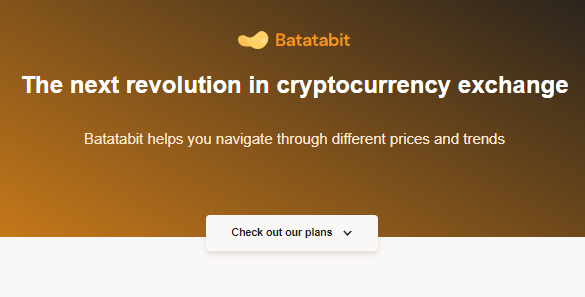 Batatabit
The next revolution in cryptocurrency exchange
Batatabit helps you navigate through different prices and trends
Check out our plans